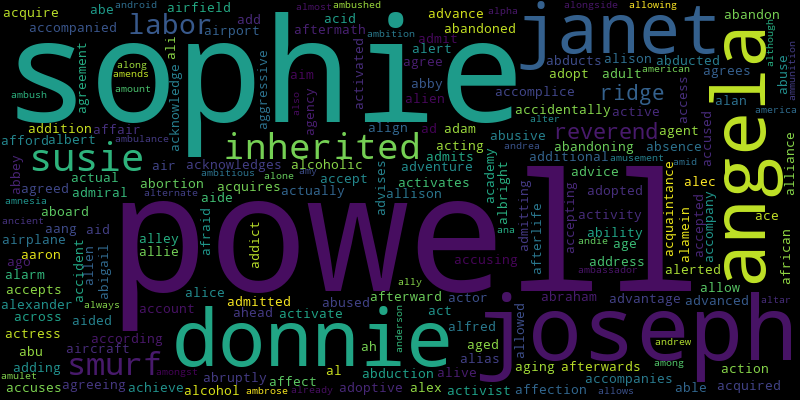 acquire abe android airfield almost ambushed advance alpha alongside allowing
accompanied labor airport add acid ambition abandoned janet abandon
sophie aftermath admit alert abducts alison abducted although
ambush along amends amount agreement ali acknowledge aggressive aim also agency activated agree abby alien accomplice adopt adult american agrees abuse ammunition
addition affair inherited align ad adam accidentally ridge access alan america
afford albert ambulance abusive acting alter reverend active agent accused angela
susie air acknowledges alcoholic admits abandoning absence alliance
abbey actual ambitious alone amy adventure academy andrea additional amusement amid
agreed abortion acquires accept advises activates albright advice acquaintance alec
amnesia admiral alternate aide actually allison admitting afterlife adopted accepting accepted accompany ace
ancient aboard powell afraid ana activity alamein african
airplane aang aid alley addict ability
aaron accident allen abigail allie accusing andie age
ago alarm address ambassador alerted
accepts alice ally abduction allow
alexander always admitted abused afterward actor abraham advantage advanced altar
across aided account ahead activate anderson act alfred allowed joseph
actress according donnie ah aged andrew
abu smurf aircraft alias aging afterwards among action
amulet adding amongst abruptly affect al adoptive alive accompanies able
accuses agreeing achieve alcohol ambrose already alex activist affection allows acquired